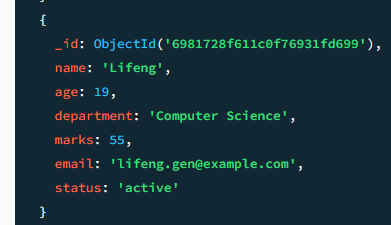 {
_id: ObjectId('6981728f611c0f76931fd699'),
name: 'Lifeng',
age: 19,
department: 'Computer Science',
marks: 55,
email: 'lifeng.gen@example.com',
status: 'active'
}